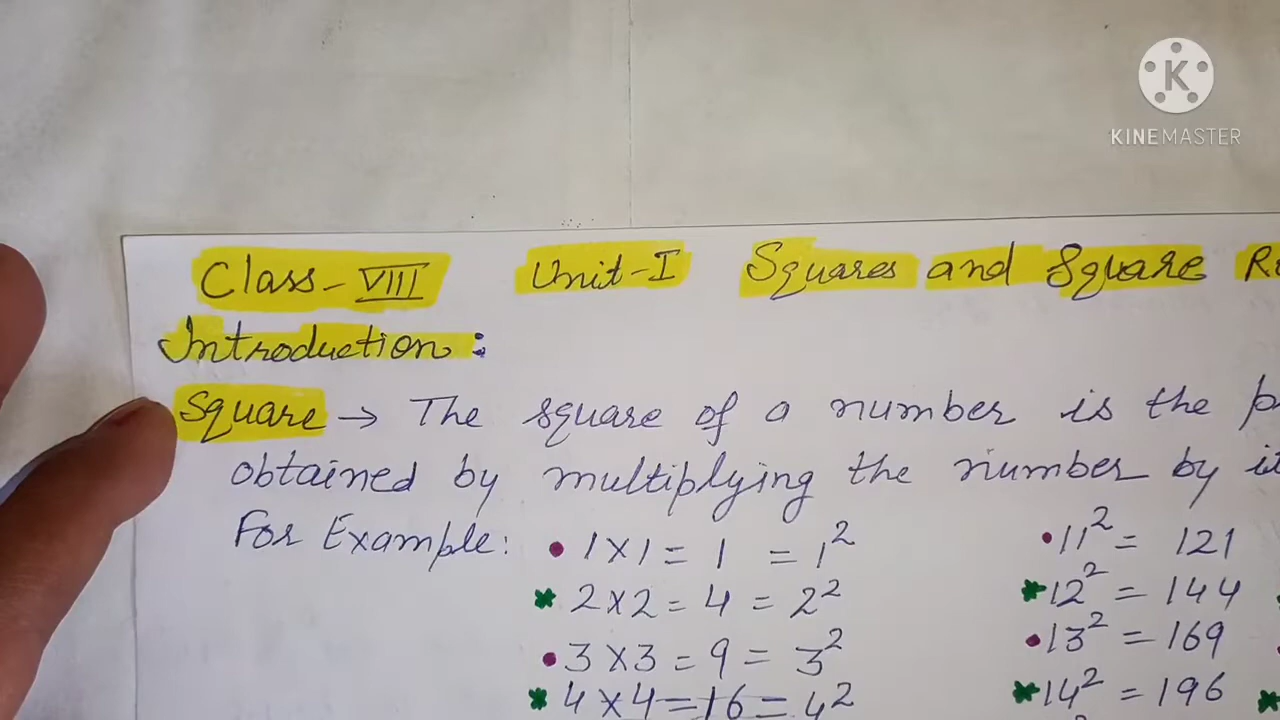 KINEMASTER
Class-VIII Unit-I Squares and Square
Introduction:
Square → The square of a number is the
obtained by multiplying the number by
For Example: • 1×1 = 1 = 1² • 11² = 121
* 2×2 = 4 = 2² * 12² = 144
• 3×3 = 9 = 3² • 13² = 169
* 4×4 = 16 = 4² * 14² = 196